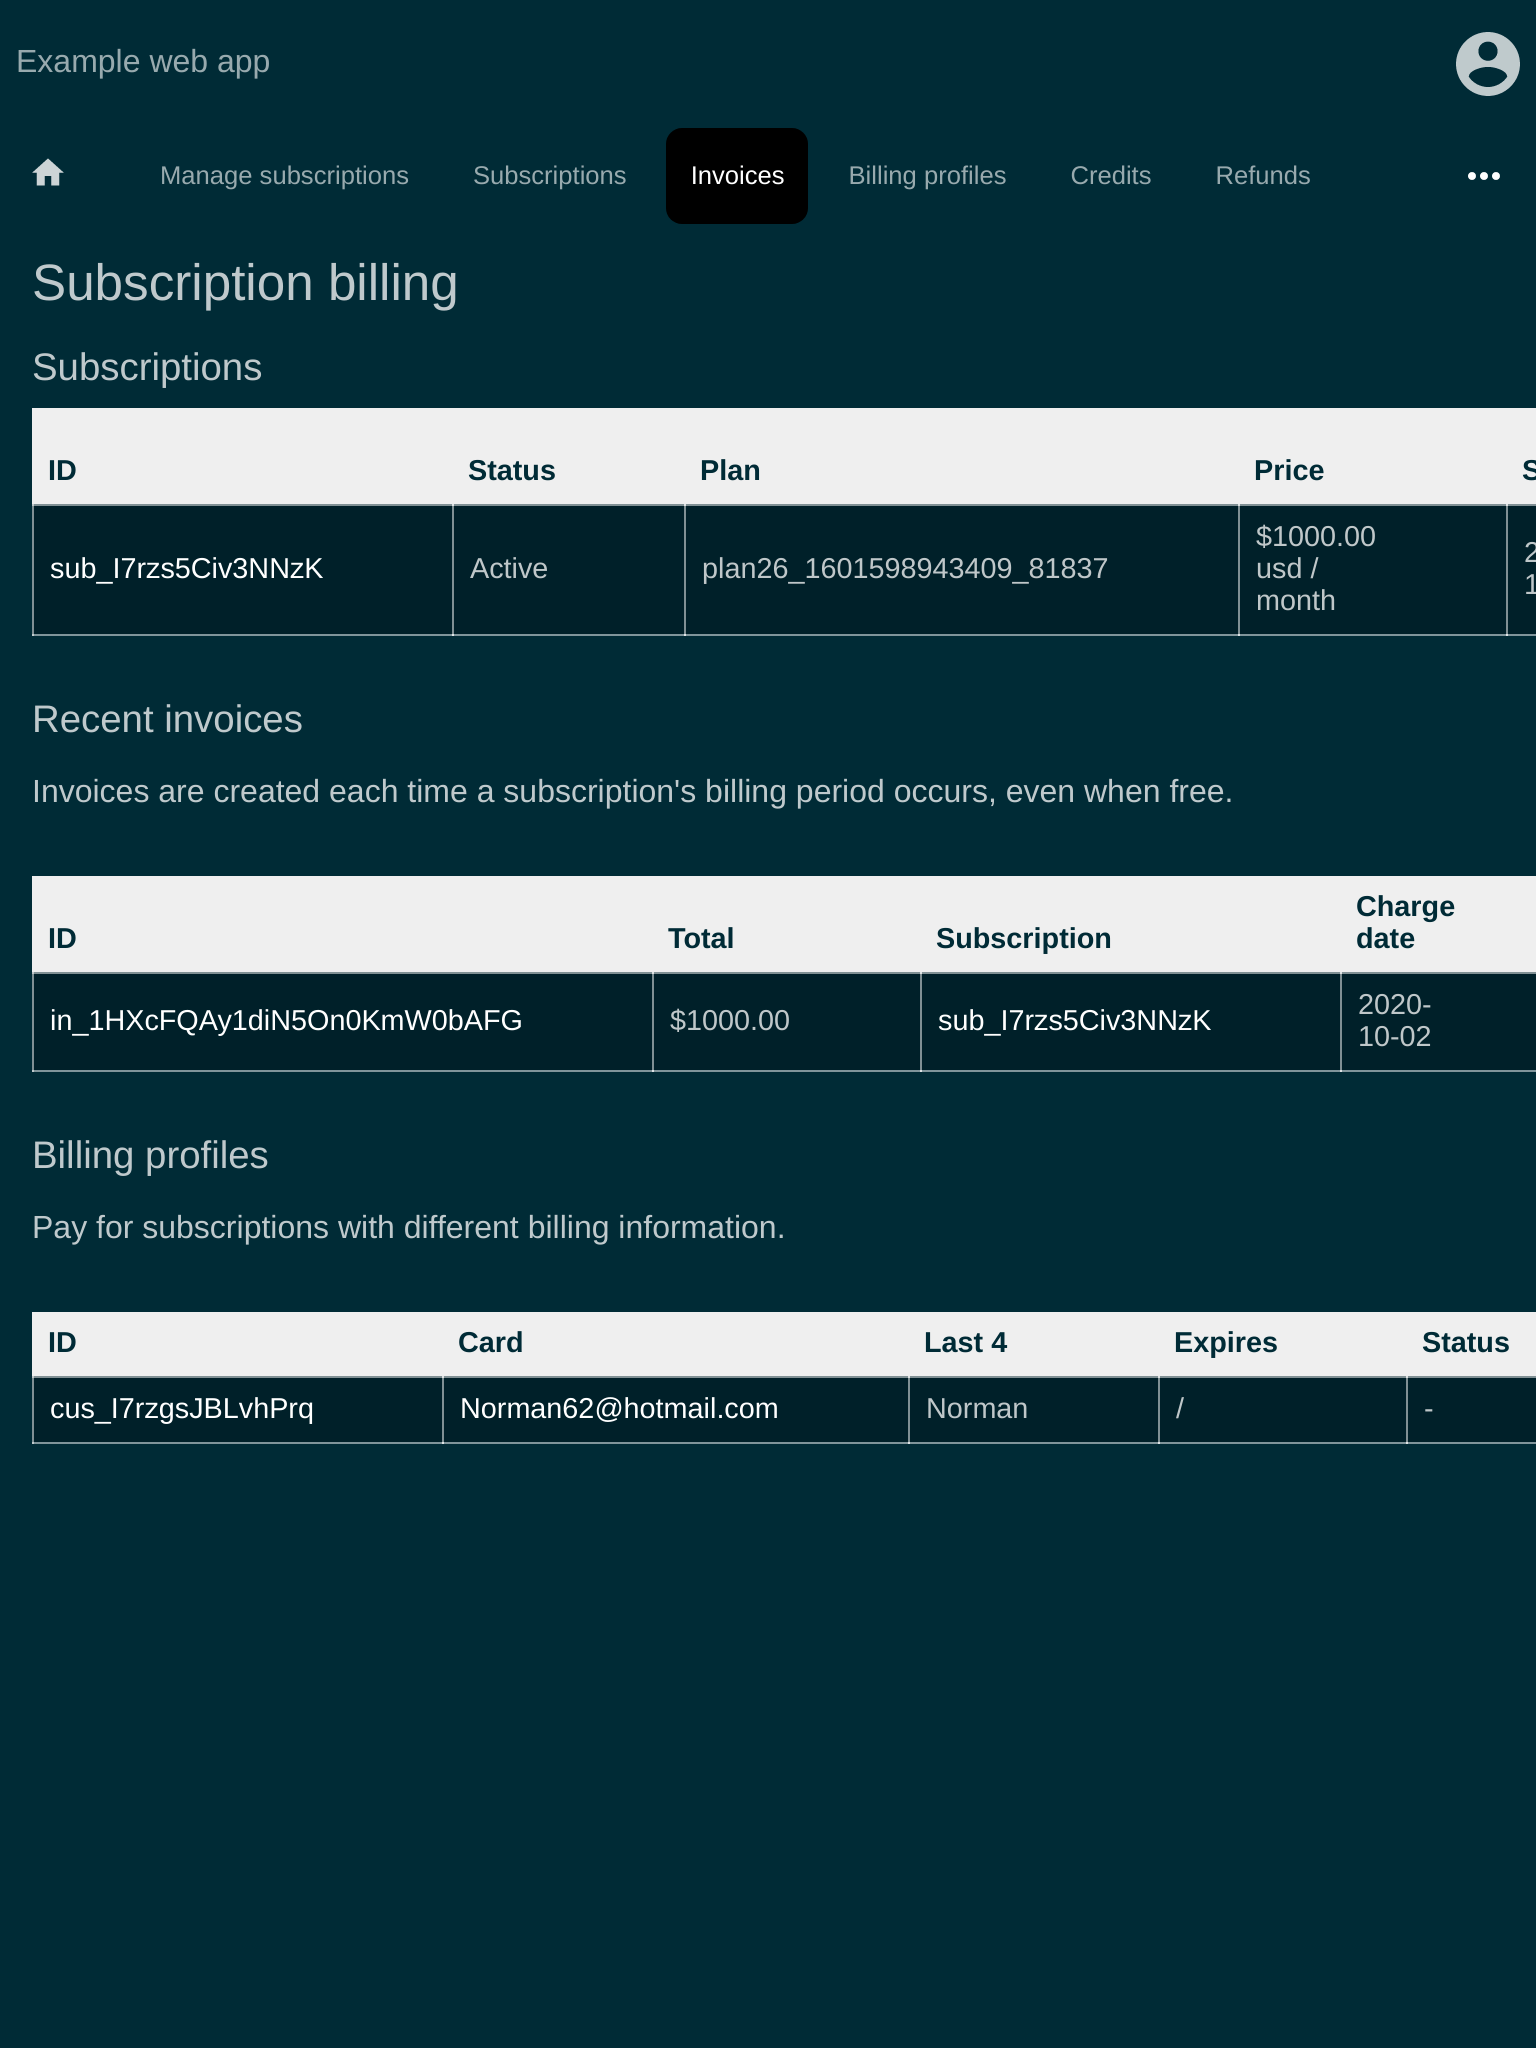 Example web app
Manage subscriptions Subscriptions Invoices Billing profiles Credits Refunds
Subscription billing
Subscriptions
ID Status Plan Price
sub_I7rzs5Civ3NNzK Active plan26_1601598943409_81837 $1000.00
usd /
month
Recent invoices
Invoices are created each time a subscription's billing period occurs, even when free.
ID Total Subscription Charge
date
in_1HXcFQAy1diN5On0KmW0bAFG $1000.00 sub_I7rzs5Civ3NNzK 2020-
10-02
Billing profiles
Pay for subscriptions with different billing information.
ID Card Last 4 Expires Status
cus_I7rzgsJBLvhPrq Norman62@hotmail.com Norman / -